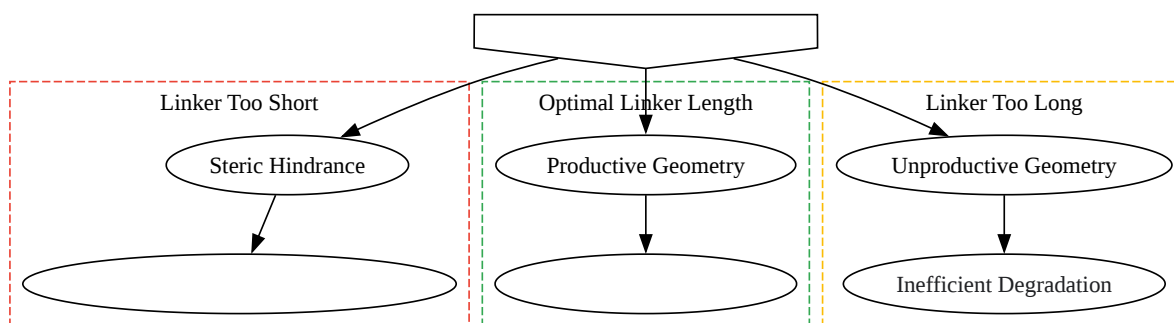 Linker Too Short
Optimal Linker Length
Linker Too Long
Steric Hindrance
Productive Geometry
Unproductive Geometry
Inefficient Degradation